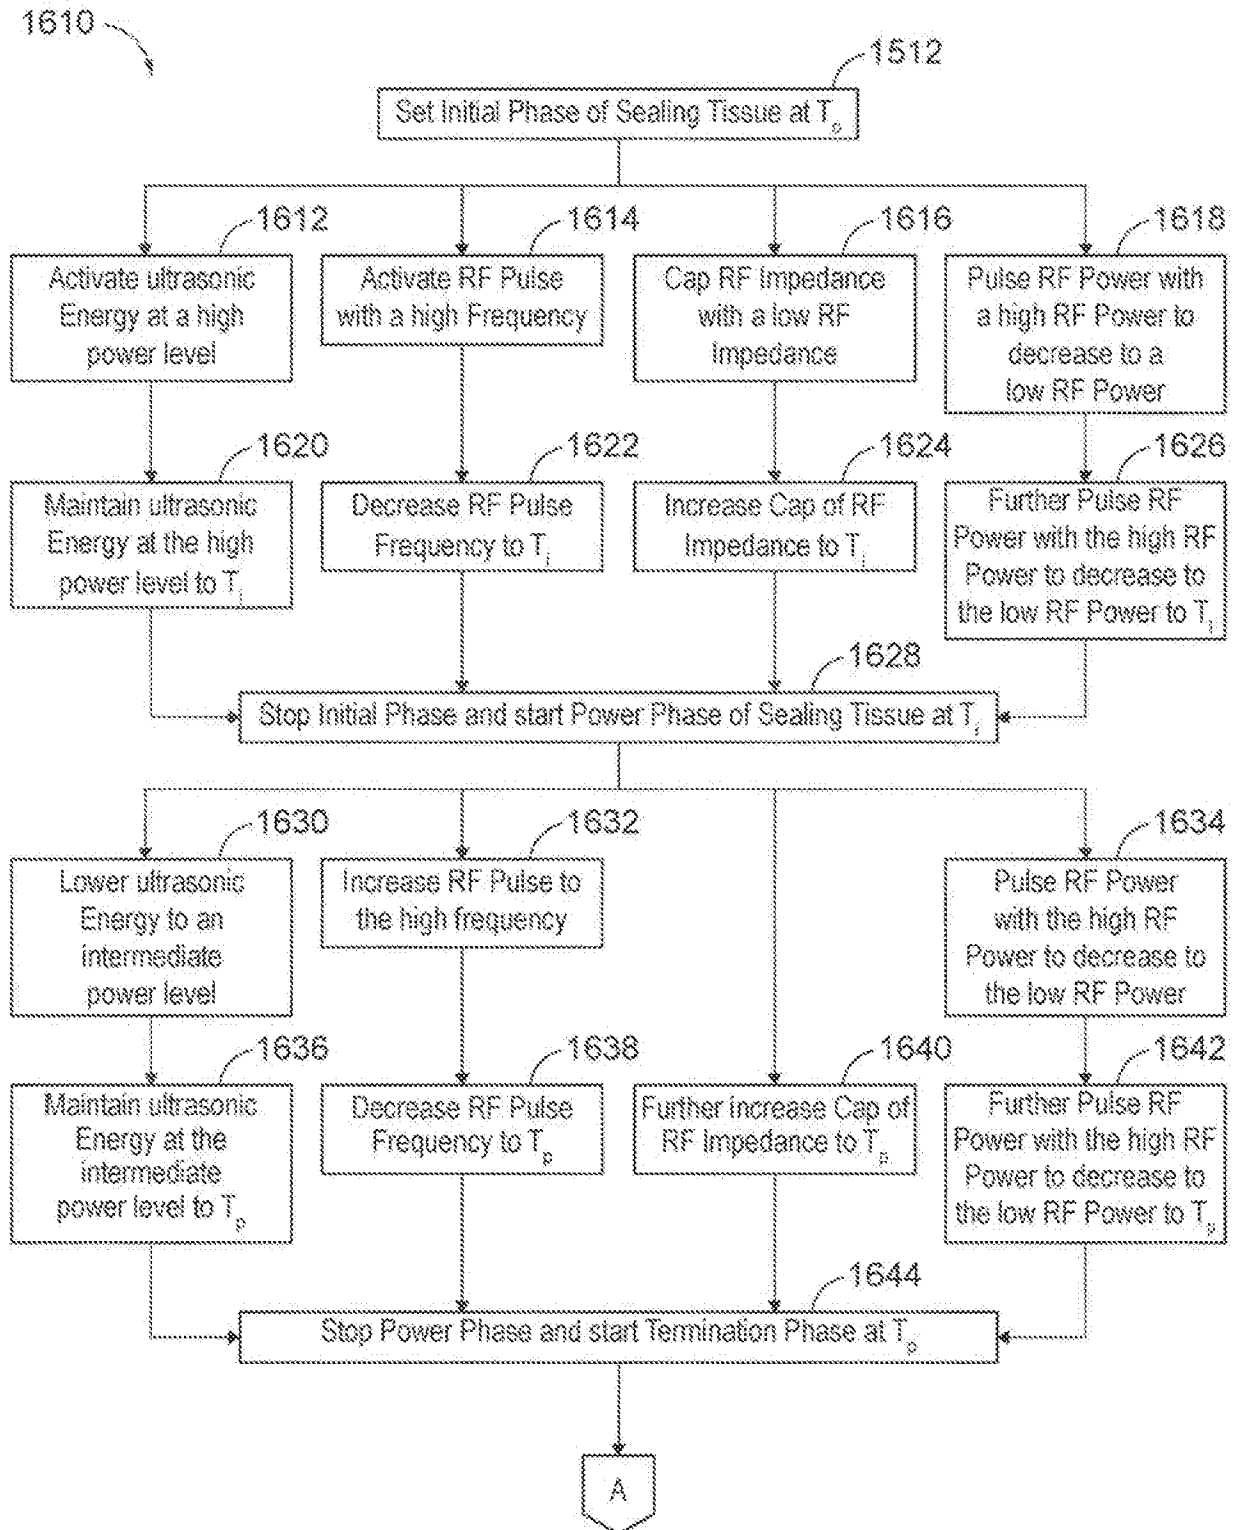 1610
1512
Set Initial Phase of Sealing Tissue at To
1612
Activate ultrasonic
Energy at a high
power level
1614
Activate RF Pulse
with a high Frequency
1616
Cap RF Impedance
with a low RF
Impedance
1618
Pulse RF Power with
a high RF Power to
decrease to a
low RF Power
1620
Maintain ultrasonic
Energy at the high
power level to Ti
1622
Decrease RF Pulse
Frequency to Ti
1624
Increase Cap of RF
Impedance to Ti
1626
Further Pulse RF
Power with the high RF
Power to decrease to
the low RF Power to Ti
1628
Stop Initial Phase and start Power Phase of Sealing Tissue at Ti
1630
Lower ultrasonic
Energy to an
intermediate
power level
1632
Increase RF Pulse to
the high frequency
1634
Pulse RF Power
with the high RF
Power to decrease to
the low RF Power
1636
Maintain ultrasonic
Energy at the
intermediate
power level to Tp
1638
Decrease RF Pulse
Frequency to Tp
1640
Further Increase Cap of
RF Impedance to Tp
1642
Further Pulse RF
Power with the high RF
Power to decrease to
the low RF Power to Tp
1644
Stop Power Phase and start Termination Phase at Tp
A